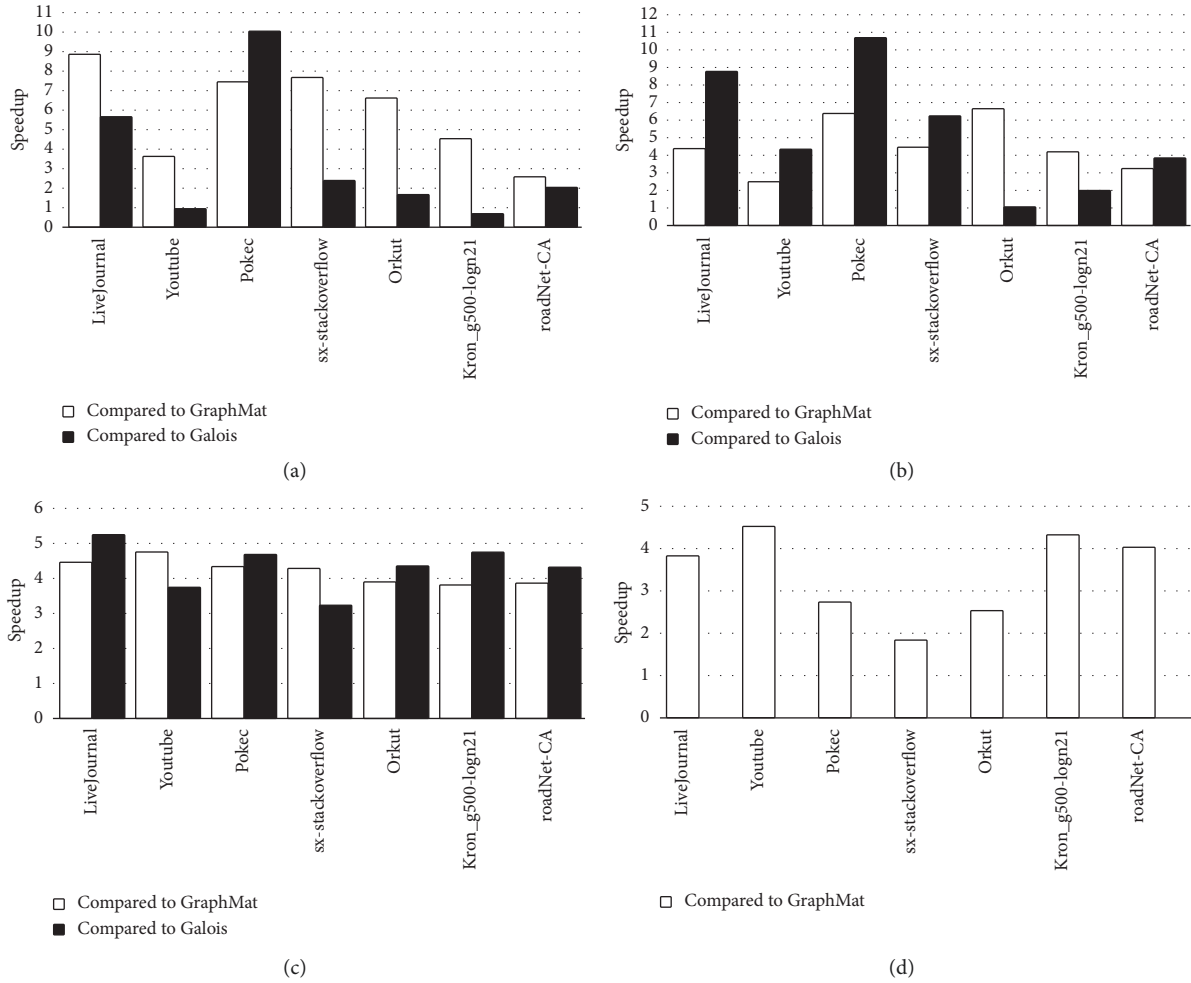 11
10
9
8
7
6
5
4
3
2
1
0
Speedup
LiveJournal
Youtube
Pokec
sx-stackoverflow
Orkut
Kron_g500-logn21
roadNet-CA
Compared to GraphMat
Compared to Galois
(a)
12
11
10
9
8
7
6
5
4
3
2
1
0
Speedup
LiveJournal
Youtube
Pokec
sx-stackoverflow
Orkut
Kron_g500-logn21
roadNet-CA
Compared to GraphMat
Compared to Galois
(b)
6
5
4
3
2
1
0
Speedup
LiveJournal
Youtube
Pokec
sx-stackoverflow
Orkut
Kron_g500-logn21
roadNet-CA
Compared to GraphMat
Compared to Galois
(c)
5
4
3
2
1
0
Speedup
LiveJournal
Youtube
Pokec
sx-stackoverflow
Orkut
Kron_g500-logn21
roadNet-CA
Compared to GraphMat
(d)